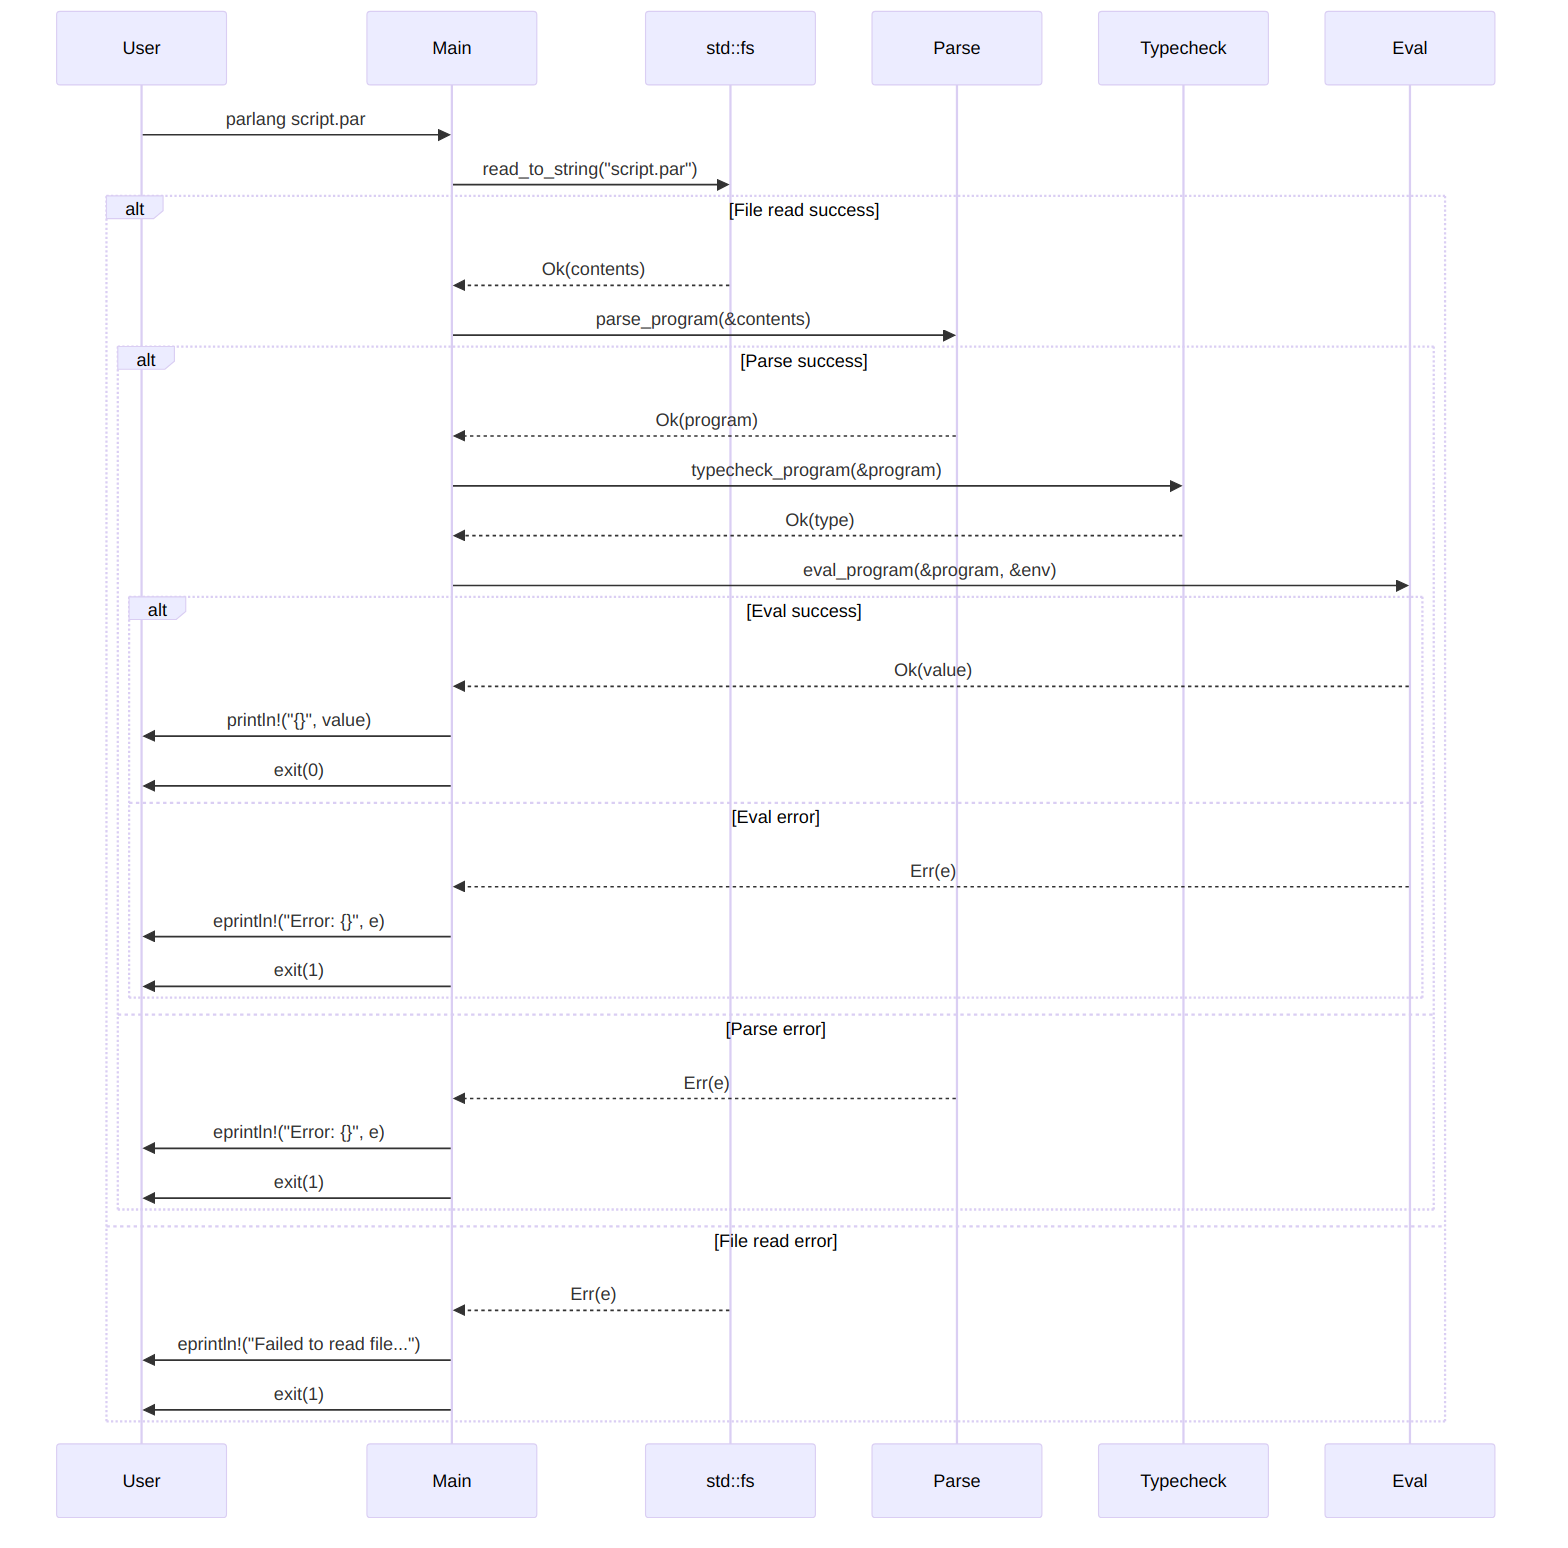 User
Main
std::fs
Parse
Typecheck
Eval
parlang script.par
read_to_string("script.par")
alt
[File read success]
Ok(contents)
parse_program(&contents)
alt
[Parse success]
Ok(program)
typecheck_program(&program)
Ok(type)
eval_program(&program, &env)
alt
[Eval success]
Ok(value)
println!("{}", value)
exit(0)
[Eval error]
Err(e)
eprintln!("Error: {}", e)
exit(1)
[Parse error]
Err(e)
eprintln!("Error: {}", e)
exit(1)
[File read error]
Err(e)
eprintln!("Failed to read file...")
exit(1)
User
Main
std::fs
Parse
Typecheck
Eval